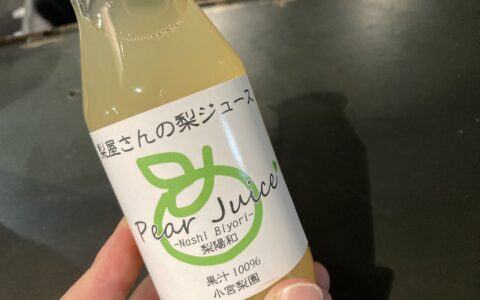 梨屋さんの梨ジュース
Pear Juice
-Nashi Biyori-
梨陽和
果汁100%
小宮梨園